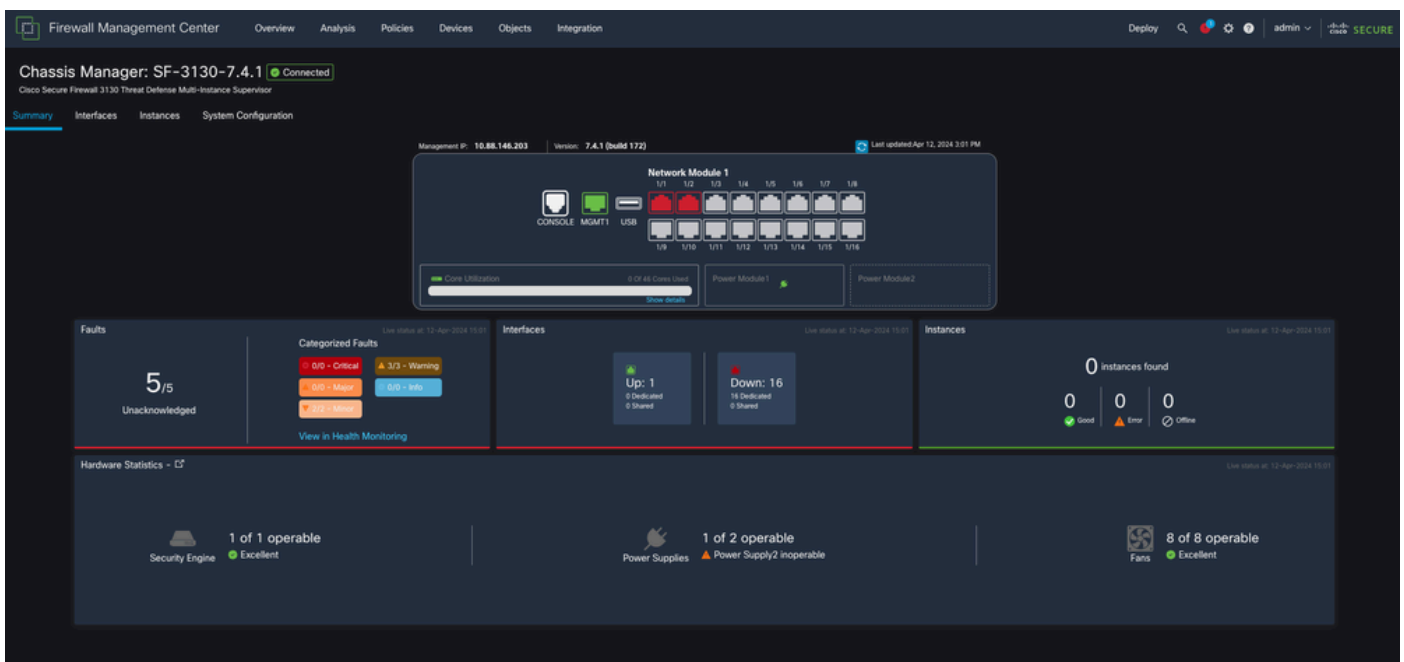 Firewall Management Center Overview Analysis Policies Devices Objects Integration Deploy admin cisco SECURE
Chassis Manager: SF-3130-7.4.1 Connected
Cisco Secure Firewall 3130 Threat Defense Multi-Instance Supervisor
Summary Interfaces Instances System Configuration
Management IP: 10.88.146.203 Version: 7.4.1 (build 172) Last updated:Apr 12, 2024 3:01 PM
Network Module 1
1/1 1/2 1/3 1/4 1/5 1/6 1/7 1/8
CONSOLE MGMT1 USB
1/9 1/10 1/11 1/12 1/13 1/14 1/15 1/16
Core Utilization 0 Of 46 Cores Used Power Module1 Power Module2
Show details
Faults Live status at: 12-Apr-2024 15:01
Categorized Faults
0/0 - Critical 3/3 - Warning
0/0 - Major 0/0 - Info
2/2 - Minor
5/5
Unacknowledged
View in Health Monitoring
Interfaces Live status at: 12-Apr-2024 15:01
Up: 1
0 Dedicated
0 Shared
Down: 16
16 Dedicated
0 Shared
Instances Live status at: 12-Apr-2024 15:01
0 instances found
0 0 0
Good Error Offline
Hardware Statistics - Live status at: 12-Apr-2024 15:01
1 of 1 operable
Security Engine Excellent
1 of 2 operable
Power Supplies Power Supply2 inoperable
8 of 8 operable
Fans Excellent